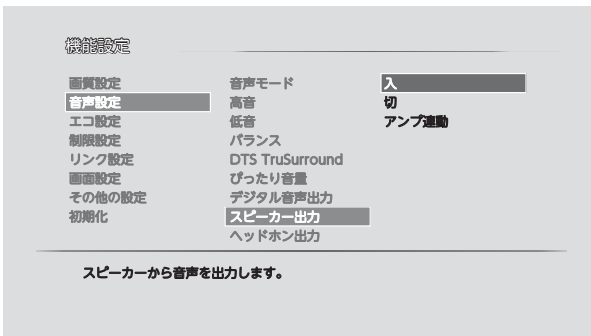 機能設定
画質設定
音声設定
エコ設定
制限設定
リンク設定
画面設定
その他の設定
初期化
音声モード
高音
低音
バランス
DTS TruSurround
ぴったり音量
デジタル音声出力
スピーカー出力
ヘッドホン出力
入
切
アンプ連動
スピーカーから音声を出力します。